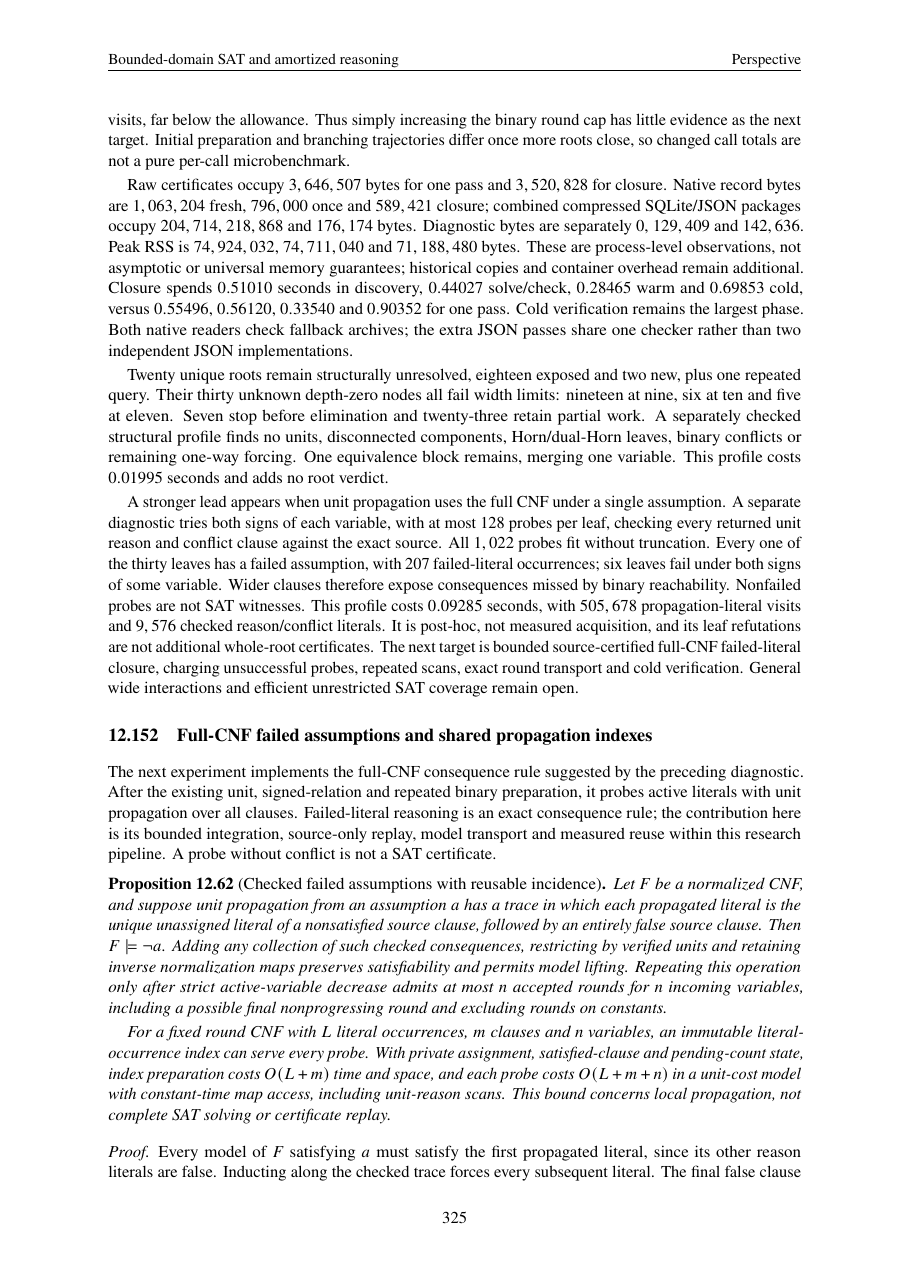 Bounded-domain SAT and amortized reasoning Perspective
visits, far below the allowance. Thus simply increasing the binary round cap has little evidence as the next
target. Initial preparation and branching trajectories differ once more roots close, so changed call totals are
not a pure per-call microbenchmark.
Raw certificates occupy 3, 646, 507 bytes for one pass and 3, 520, 828 for closure. Native record bytes
are 1, 063, 204 fresh, 796, 000 once and 589, 421 closure; combined compressed SQLite/JSON packages
occupy 204, 714, 218, 868 and 176, 174 bytes. Diagnostic bytes are separately 0, 129, 409 and 142, 636.
Peak RSS is 74, 924, 032, 74, 711, 040 and 71, 188, 480 bytes. These are process-level observations, not
asymptotic or universal memory guarantees; historical copies and container overhead remain additional.
Closure spends 0.51010 seconds in discovery, 0.44027 solve/check, 0.28465 warm and 0.69853 cold,
versus 0.55496, 0.56120, 0.33540 and 0.90352 for one pass. Cold verification remains the largest phase.
Both native readers check fallback archives; the extra JSON passes share one checker rather than two
independent JSON implementations.
Twenty unique roots remain structurally unresolved, eighteen exposed and two new, plus one repeated
query. Their thirty unknown depth-zero nodes all fail width limits: nineteen at nine, six at ten and five
at eleven. Seven stop before elimination and twenty-three retain partial work. A separately checked
structural profile finds no units, disconnected components, Horn/dual-Horn leaves, binary conflicts or
remaining one-way forcing. One equivalence block remains, merging one variable. This profile costs
0.01995 seconds and adds no root verdict.
A stronger lead appears when unit propagation uses the full CNF under a single assumption. A separate
diagnostic tries both signs of each variable, with at most 128 probes per leaf, checking every returned unit
reason and conflict clause against the exact source. All 1, 022 probes fit without truncation. Every one of
the thirty leaves has a failed assumption, with 207 failed-literal occurrences; six leaves fail under both signs
of some variable. Wider clauses therefore expose consequences missed by binary reachability. Nonfailed
probes are not SAT witnesses. This profile costs 0.09285 seconds, with 505, 678 propagation-literal visits
and 9, 576 checked reason/conflict literals. It is post-hoc, not measured acquisition, and its leaf refutations
are not additional whole-root certificates. The next target is bounded source-certified full-CNF failed-literal
closure, charging unsuccessful probes, repeated scans, exact round transport and cold verification. General
wide interactions and efficient unrestricted SAT coverage remain open.
12.152 Full-CNF failed assumptions and shared propagation indexes
The next experiment implements the full-CNF consequence rule suggested by the preceding diagnostic.
After the existing unit, signed-relation and repeated binary preparation, it probes active literals with unit
propagation over all clauses. Failed-literal reasoning is an exact consequence rule; the contribution here
is its bounded integration, source-only replay, model transport and measured reuse within this research
pipeline. A probe without conflict is not a SAT certificate.
Proposition 12.62 (Checked failed assumptions with reusable incidence). Let F be a normalized CNF,
and suppose unit propagation from an assumption a has a trace in which each propagated literal is the
unique unassigned literal of a nonsatisfied source clause, followed by an entirely false source clause. Then
F ⊨ ¬a. Adding any collection of such checked consequences, restricting by verified units and retaining
inverse normalization maps preserves satisfiability and permits model lifting. Repeating this operation
only after strict active-variable decrease admits at most n accepted rounds for n incoming variables,
including a possible final nonprogressing round and excluding rounds on constants.
For a fixed round CNF with L literal occurrences, m clauses and n variables, an immutable literal-
occurrence index can serve every probe. With private assignment, satisfied-clause and pending-count state,
index preparation costs O(L + m) time and space, and each probe costs O(L + m + n) in a unit-cost model
with constant-time map access, including unit-reason scans. This bound concerns local propagation, not
complete SAT solving or certificate replay.
Proof. Every model of F satisfying a must satisfy the first propagated literal, since its other reason
literals are false. Inducting along the checked trace forces every subsequent literal. The final false clause
325